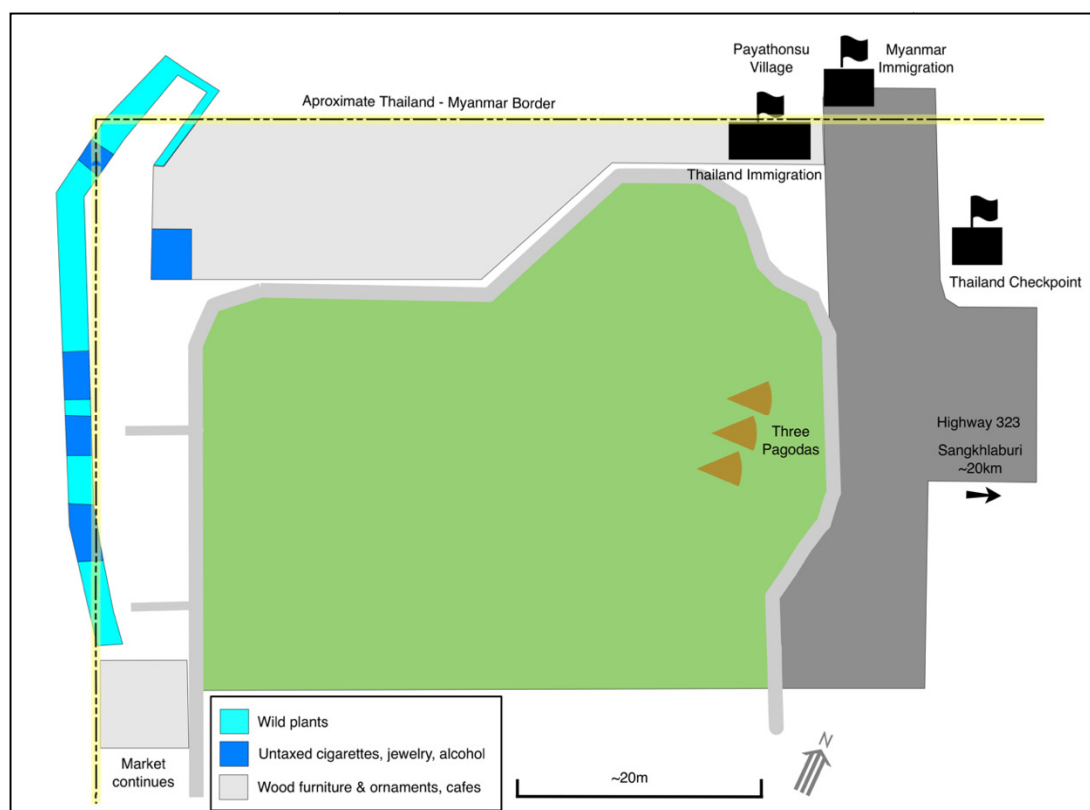 Payathonsu
Village
Myanmar
Immigration
Aproximate Thailand - Myanmar Border
Thailand Immigration
Thailand Checkpoint
Three
Pagodas
Highway 323
Sangkhlaburi
~20km
Market
continues
Wild plants
Untaxed cigarettes, jewelry, alcohol
Wood furniture & ornaments, cafes
~20m
N